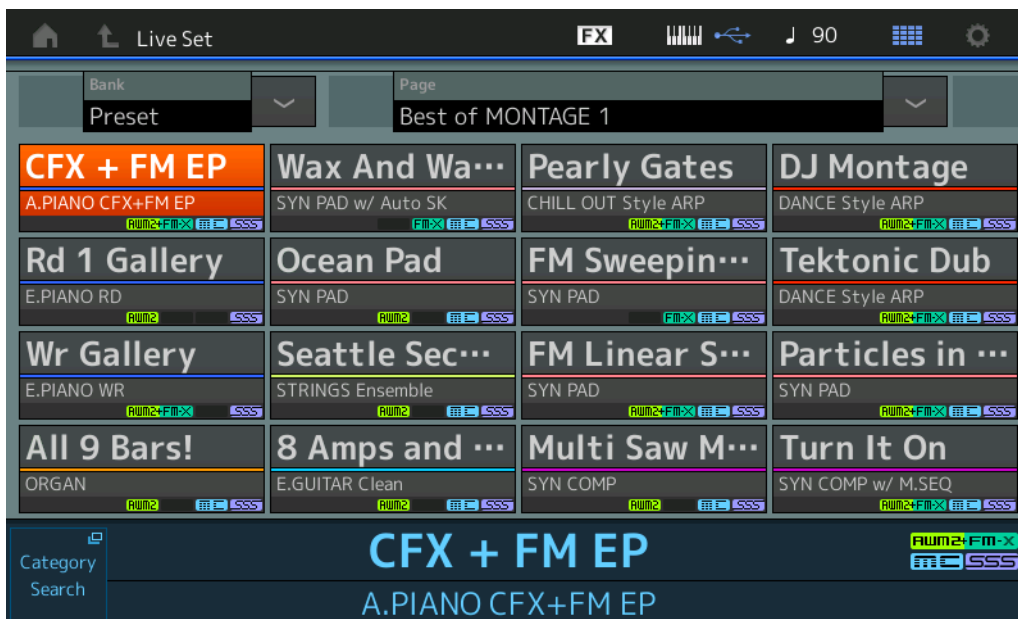 Live Set FX 90
Bank
Preset
Page
Best of MONTAGE 1
CFX + FM EP
A.PIANO CFX+FM EP
AWM2+FM-X MC SSS
Wax And Wa···
SYN PAD w/ Auto SK
FM-X MC SSS
Pearly Gates
CHILL OUT Style ARP
AWM2+FM-X MC SSS
DJ Montage
DANCE Style ARP
AWM2+FM-X MC SSS
Rd 1 Gallery
E.PIANO RD
AWM2 SSS
Ocean Pad
SYN PAD
AWM2 MC SSS
FM Sweepin···
SYN PAD
FM-X MC SSS
Tektonic Dub
DANCE Style ARP
AWM2+FM-X MC SSS
Wr Gallery
E.PIANO WR
AWM2+FM-X SSS
Seattle Sec···
STRINGS Ensemble
AWM2 MC SSS
FM Linear S···
SYN PAD
AWM2+FM-X MC SSS
Particles in ···
SYN PAD
AWM2+FM-X MC SSS
All 9 Bars!
ORGAN
AWM2 MC SSS
8 Amps and ···
E.GUITAR Clean
AWM2 MC SSS
Multi Saw M···
SYN COMP
AWM2 MC SSS
Turn It On
SYN COMP w/ M.SEQ
AWM2+FM-X MC SSS
Category
Search
CFX + FM EP
A.PIANO CFX+FM EP
AWM2+FM-X
MC SSS